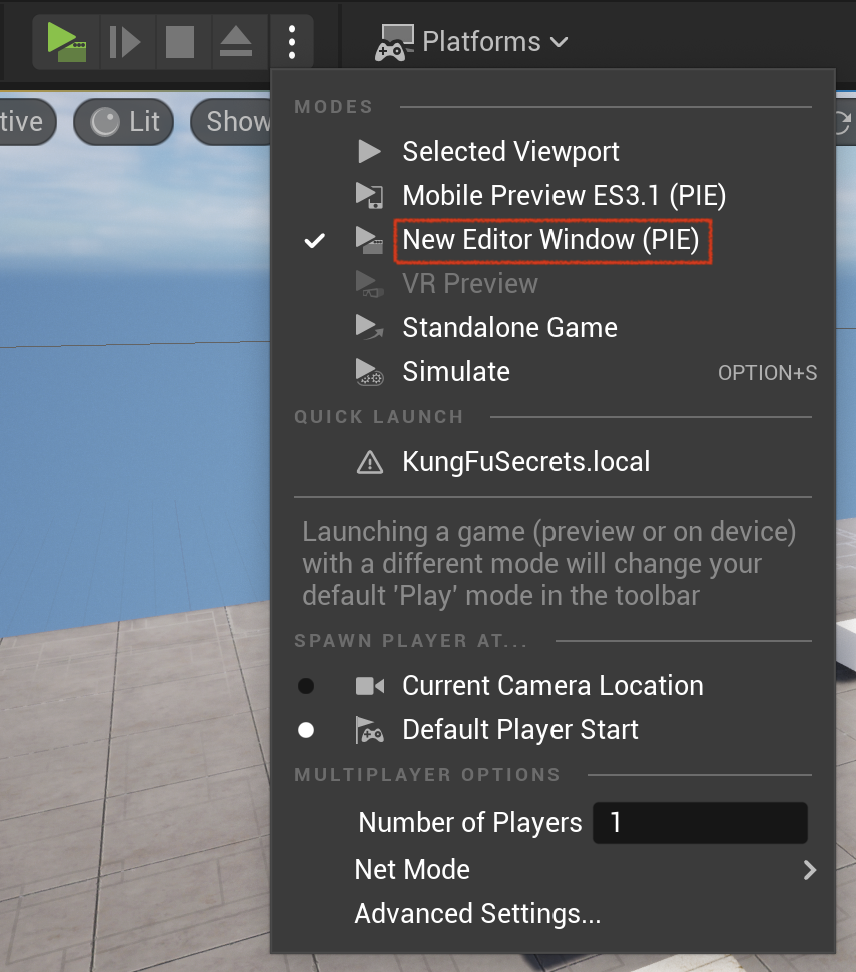 Platforms
tive
Lit
Show
MODES
Selected Viewport
Mobile Preview ES3.1 (PIE)
New Editor Window (PIE)
VR Preview
Standalone Game
Simulate OPTION+S
QUICK LAUNCH
KungFuSecrets.local
Launching a game (preview or on device)
with a different mode will change your
default 'Play' mode in the toolbar
SPAWN PLAYER AT...
Current Camera Location
Default Player Start
MULTIPLAYER OPTIONS
Number of Players 1
Net Mode
Advanced Settings...